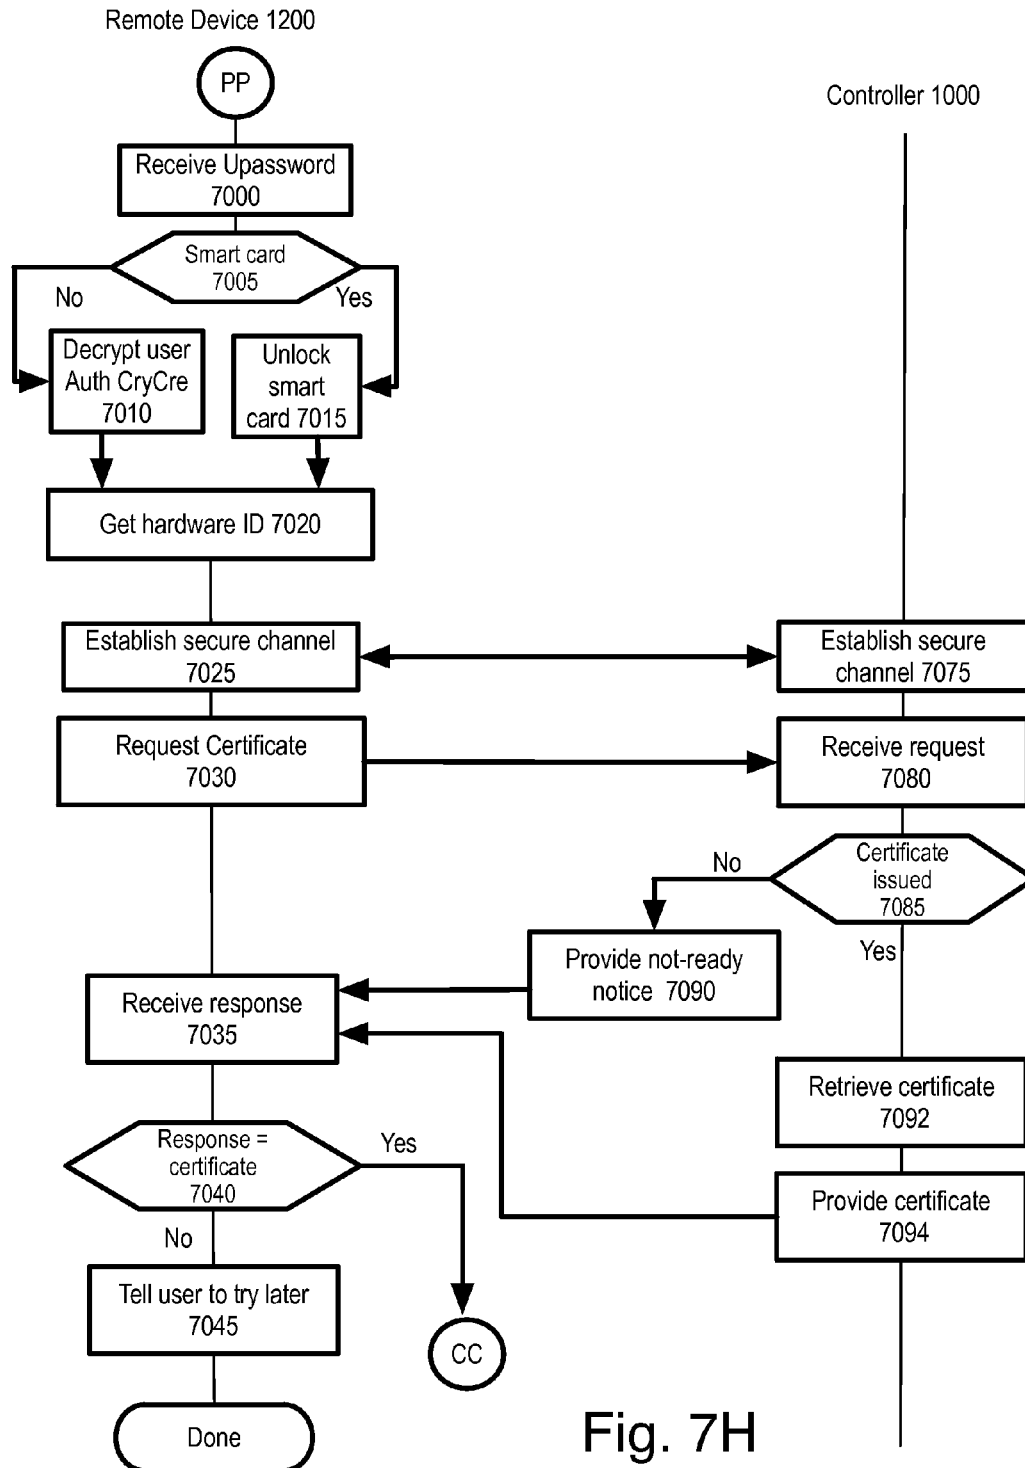 Remote Device 1200
PP
Controller 1000
Receive Upassword
7000
Smart card
7005
No
Yes
Decrypt user
Auth CryCre
7010
Unlock
smart
card 7015
Get hardware ID 7020
Establish secure channel
7025
Establish secure
channel 7075
Request Certificate
7030
Receive request
7080
Certificate
issued
7085
No
Yes
Provide not-ready
notice 7090
Receive response
7035
Retrieve certificate
7092
Response =
certificate
7040
Yes
No
Provide certificate
7094
Tell user to try later
7045
CC
Done
Fig. 7H